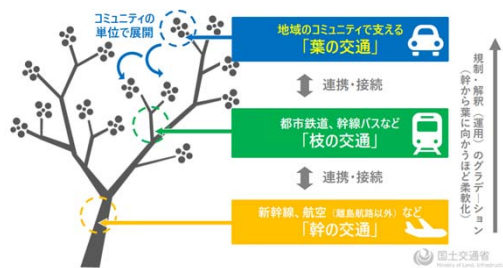 コミュニティの
単位で展開
地域のコミュニティで支える
「葉の交通」
連携・接続
都市鉄道、幹線バスなど
「枝の交通」
連携・接続
新幹線、航空（離島航路以外）など
「幹の交通」
規制・解釈（運用）のグラデーション
（幹から葉に向かうほど柔軟化）
国土交通省
Ministry of Land, Infrastruct